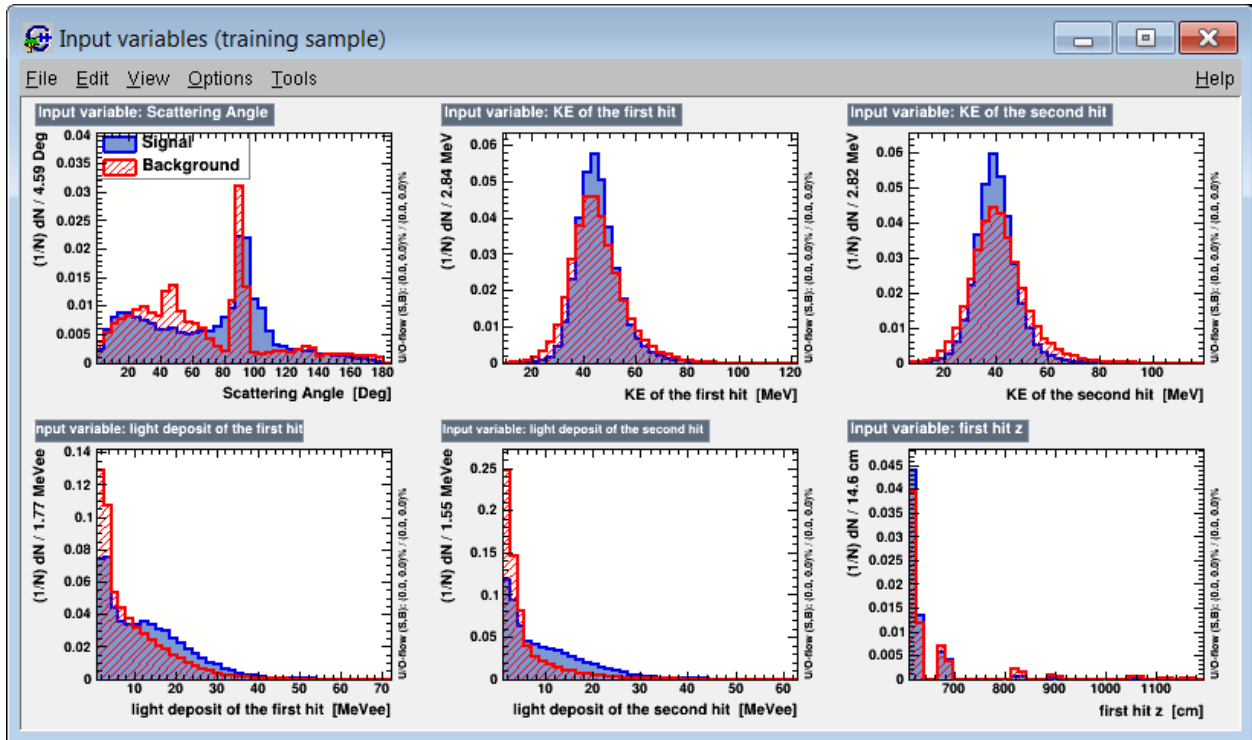 Input variables (training sample)
File Edit View Options Tools Help
Input variable: Scattering Angle
(1/N) dN / 4.59 Deg
0.04
0.035
0.03
0.025
0.02
0.015
0.01
0.005
0
Signal
Background
20 40 60 80 100 120 140 160 180
Scattering Angle [Deg]
U/O-flow (S,B): (0.0, 0.0)% / (0.0, 0.0)%
Input variable: KE of the first hit
(1/N) dN / 2.84 MeV
0.06
0.05
0.04
0.03
0.02
0.01
0
20 40 60 80 100 120
KE of the first hit [MeV]
U/O-flow (S,B): (0.0, 0.0)% / (0.0, 0.0)%
Input variable: KE of the second hit
(1/N) dN / 2.82 MeV
0.06
0.05
0.04
0.03
0.02
0.01
0
20 40 60 80 100
KE of the second hit [MeV]
U/O-flow (S,B): (0.0, 0.0)% / (0.0, 0.0)%
nput variable: light deposit of the first hit
(1/N) dN / 1.77 MeVee
0.14
0.12
0.1
0.08
0.06
0.04
0.02
0
10 20 30 40 50 60 70
light deposit of the first hit [MeVee]
U/O-flow (S,B): (0.0, 0.0)% / (0.0, 0.0)%
Input variable: light deposit of the second hit
(1/N) dN / 1.55 MeVee
0.25
0.2
0.15
0.1
0.05
0
10 20 30 40 50 60
light deposit of the second hit [MeVee]
U/O-flow (S,B): (0.0, 0.0)% / (0.0, 0.0)%
Input variable: first hit z
(1/N) dN / 14.6 cm
0.045
0.04
0.035
0.03
0.025
0.02
0.015
0.01
0.005
0
700 800 900 1000 1100
first hit z [cm]
U/O-flow (S,B): (0.0, 0.0)% / (0.0, 0.0)%